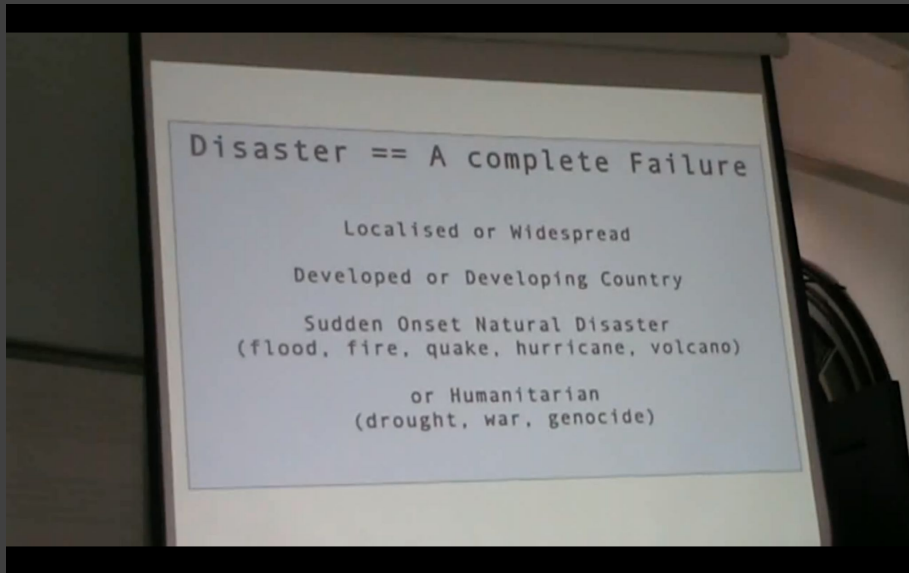 Disaster == A complete Failure
Localised or Widespread
Developed or Developing Country
Sudden Onset Natural Disaster
(flood, fire, quake, hurricane, volcano)
or Humanitarian
(drought, war, genocide)